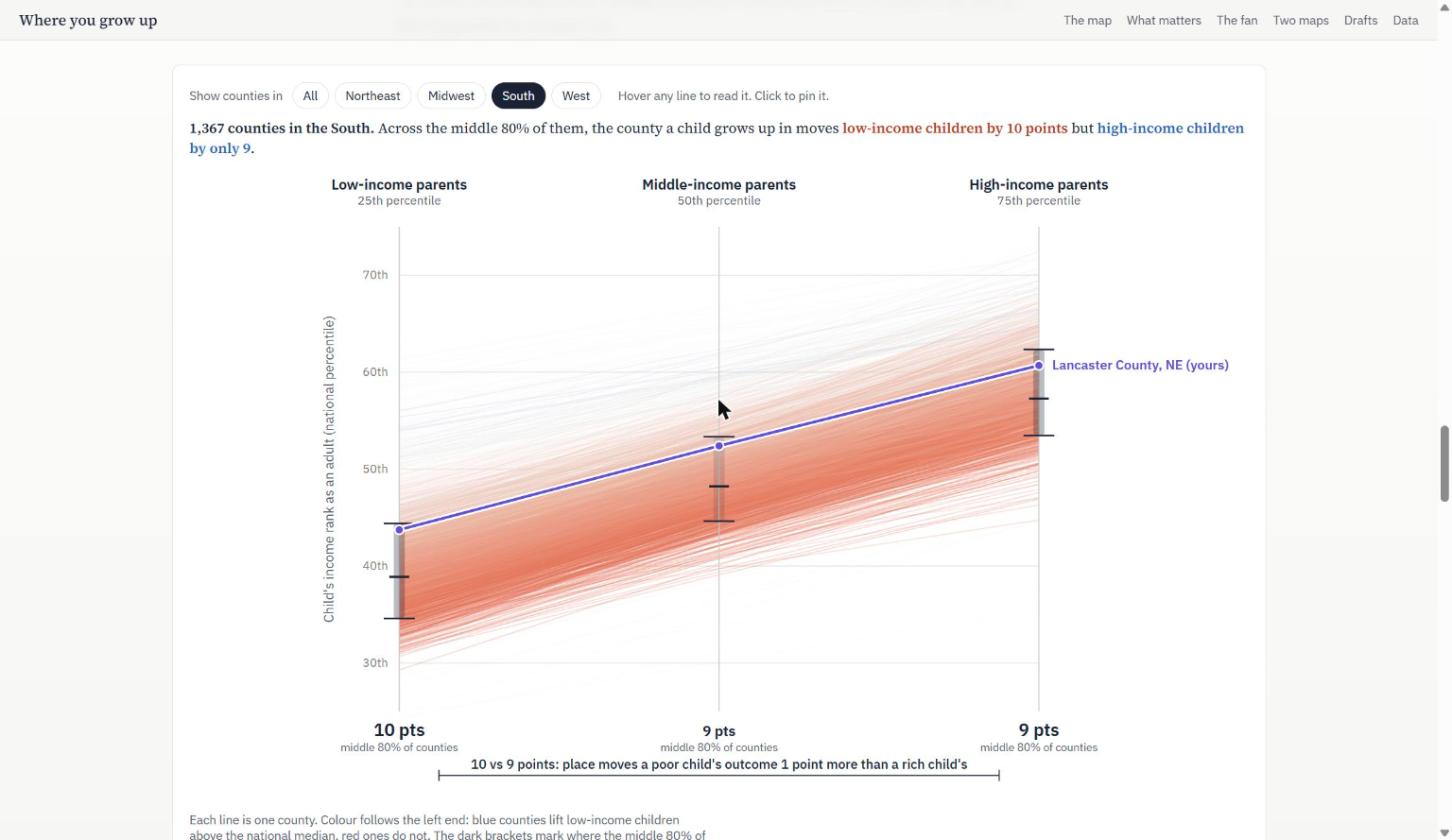 Where you grow up
The map
What matters
The fan
Two maps
Drafts
Data
Show counties in
All
Northeast
Midwest
South
West
Hover any line to read it. Click to pin it.
1,367 counties in the South. Across the middle 80% of them, the county a child grows up in moves low-income children by 10 points but high-income children
by only 9.
Low-income parents
25th percentile
Middle-income parents
50th percentile
High-income parents
75th percentile
Child's income rank as an adult (national percentile)
70th
60th
50th
40th
30th
Lancaster County, NE (yours)
10 pts
middle 80% of counties
9 pts
middle 80% of counties
9 pts
middle 80% of counties
10 vs 9 points: place moves a poor child's outcome 1 point more than a rich child's
Each line is one county. Colour follows the left end: blue counties lift low-income children
above the national median, red ones do not. The dark brackets mark where the middle 80% of